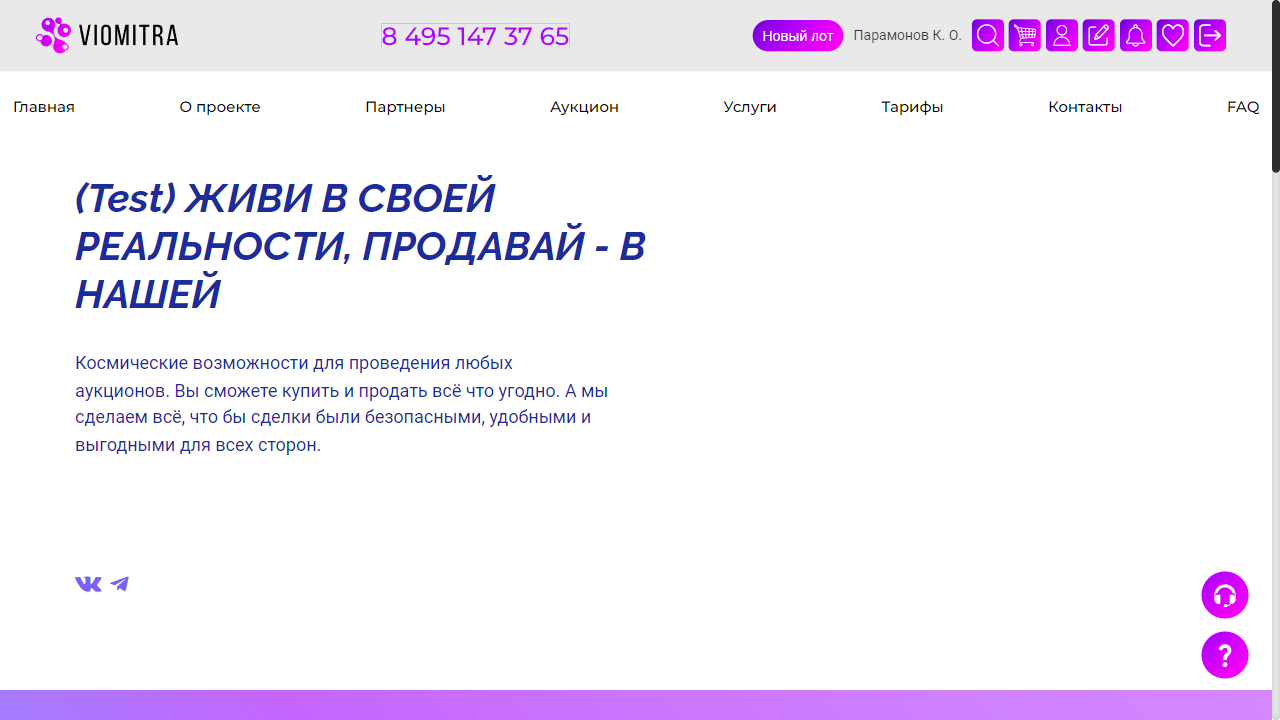 VIOMITRA
8 495 147 37 65
Новый лот
Парамонов К. О.
Главная
О проекте
Партнеры
Аукцион
Услуги
Тарифы
Контакты
FAQ
(Test) ЖИВИ В СВОЕЙ
РЕАЛЬНОСТИ, ПРОДАВАЙ - В
НАШЕЙ
Космические возможности для проведения любых
аукционов. Вы сможете купить и продать всё что угодно. А мы
сделаем всё, что бы сделки были безопасными, удобными и
выгодными для всех сторон.
?